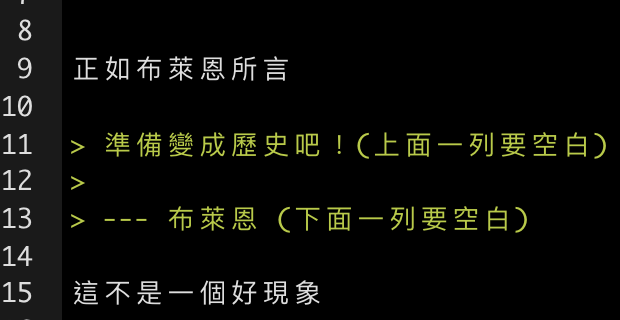 8
9 正如布萊恩所言
10
11 > 準備變成歷史吧！(上面一列要空白)
12 >
13 > --- 布萊恩 (下面一列要空白)
14
15 這不是一個好現象